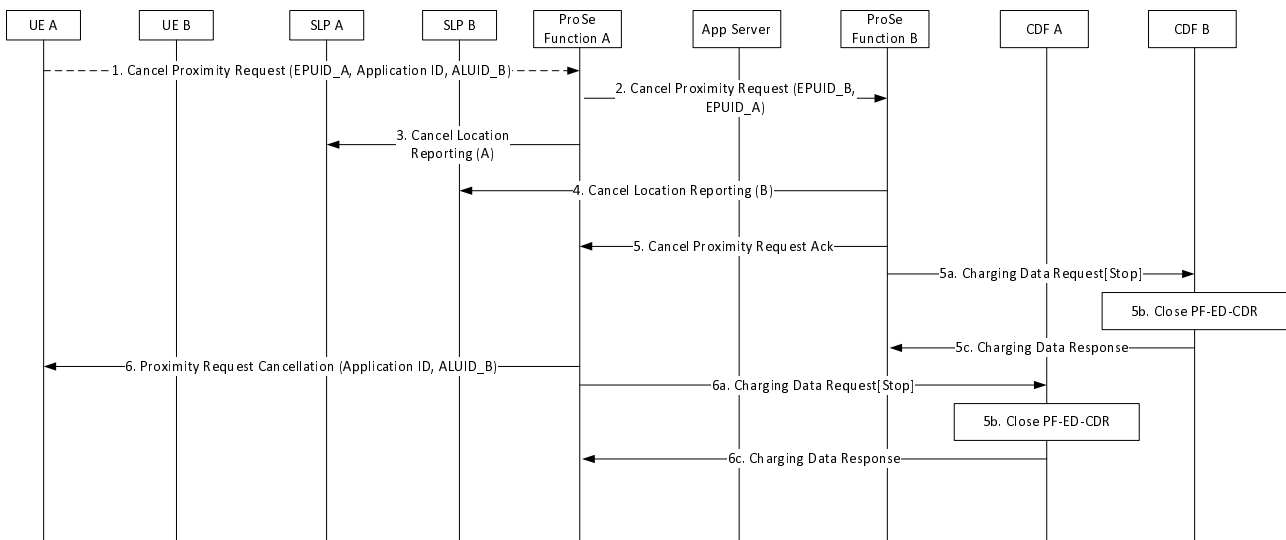 UE A
UE B
SLP A
SLP B
ProSe
Function A
App Server
ProSe
Function B
CDF A
CDF B
1. Cancel Proximity Request (EPUID_A, Application ID, ALUID_B)
2. Cancel Proximity Request (EPUID_B,
EPUID_A)
3. Cancel Location
Reporting (A)
4. Cancel Location Reporting (B)
5. Cancel Proximity Request Ack
5a. Charging Data Request[Stop]
5b. Close PF-ED-CDR
5c. Charging Data Response
6. Proximity Request Cancellation (Application ID, ALUID_B)
6a. Charging Data Request[Stop]
5b. Close PF-ED-CDR
6c. Charging Data Response